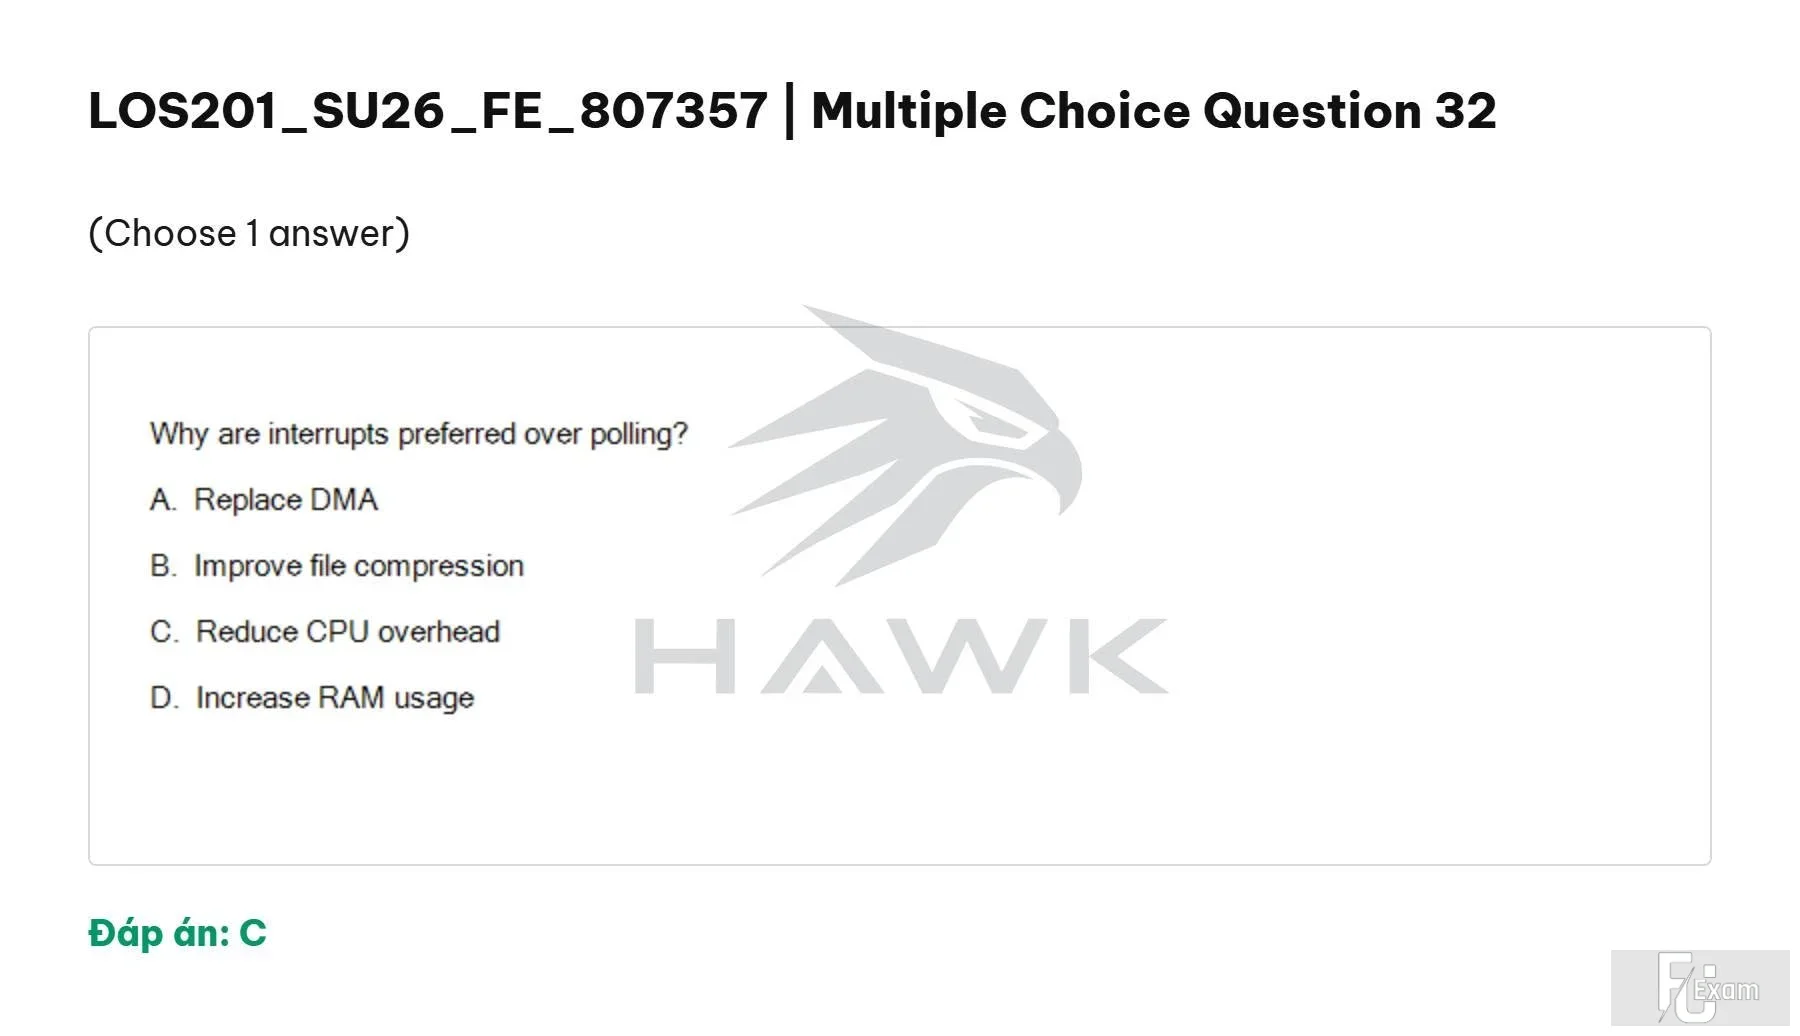 LOS201_SU26_FE_807357 | Multiple Choice Question 32
(Choose 1 answer)
Why are interrupts preferred over polling?
A. Replace DMA
B. Improve file compression
C. Reduce CPU overhead
D. Increase RAM usage
HAWK
Đáp án: C
FU Exam